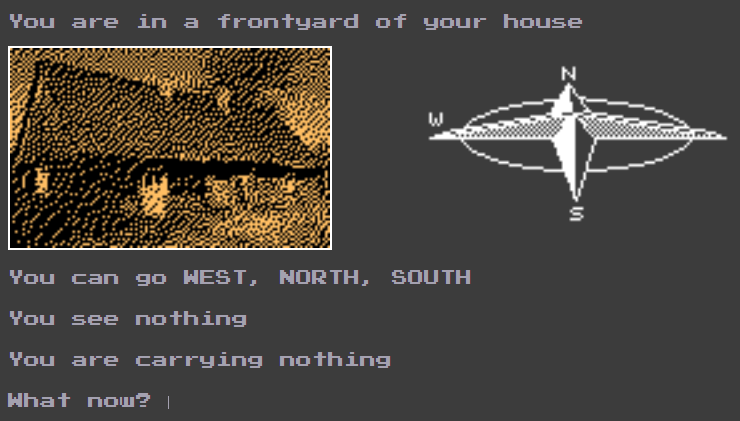 You are in a frontyard of your house
N
W
S
You can go WEST, NORTH, SOUTH
You see nothing
You are carrying nothing
What now?